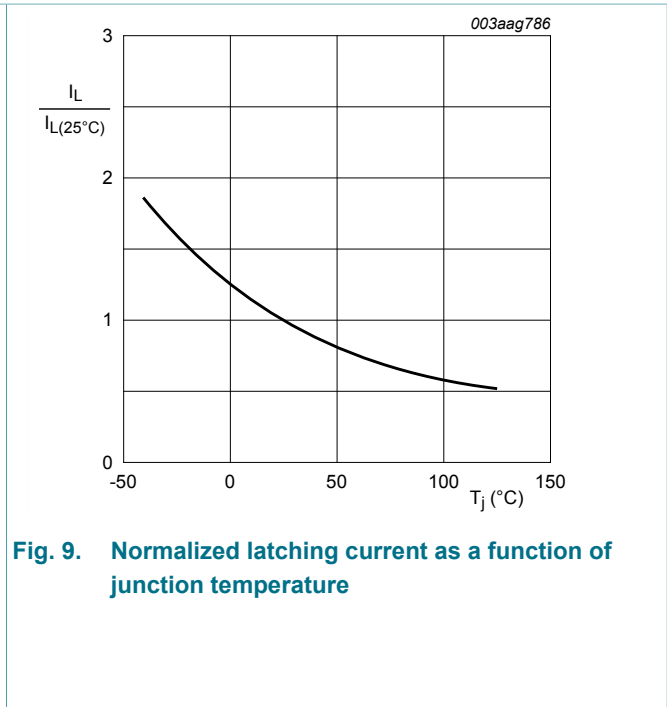 003aag786
3
I_L
I_L(25°C)
2
1
0
-50 0 50 100 150
T_j (°C)
Fig. 9. Normalized latching current as a function of
junction temperature